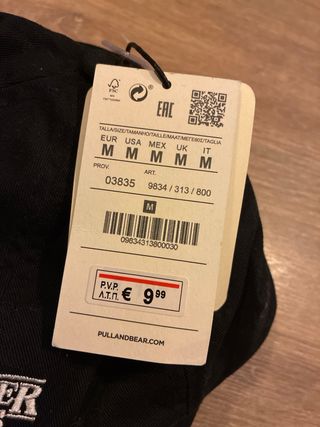 FSC
EAC
TALLA/SIZE/TAMANHO/TAILLE/MAAT/ΜΕΓΕΘΟΣ/TAGLIA
EUR USA MEX UK IT
M M M M M
PROV. ART.
03835 9834 / 313 / 800
M
09834313800030
P.V.P.
Λ.Τ.Π. € 9 99
PULLANDBEAR.COM
ER